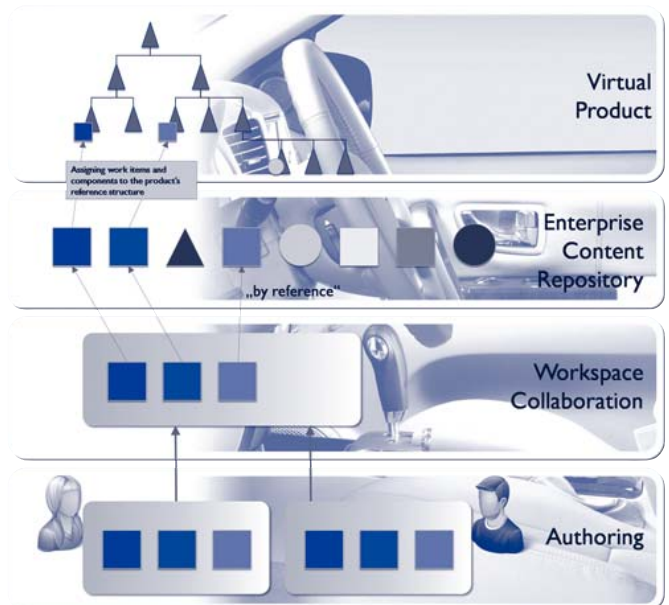 Virtual
Product
Assigning work items and
components to the product's
reference structure
Enterprise
Content
Repository
„by reference“
Workspace
Collaboration
Authoring